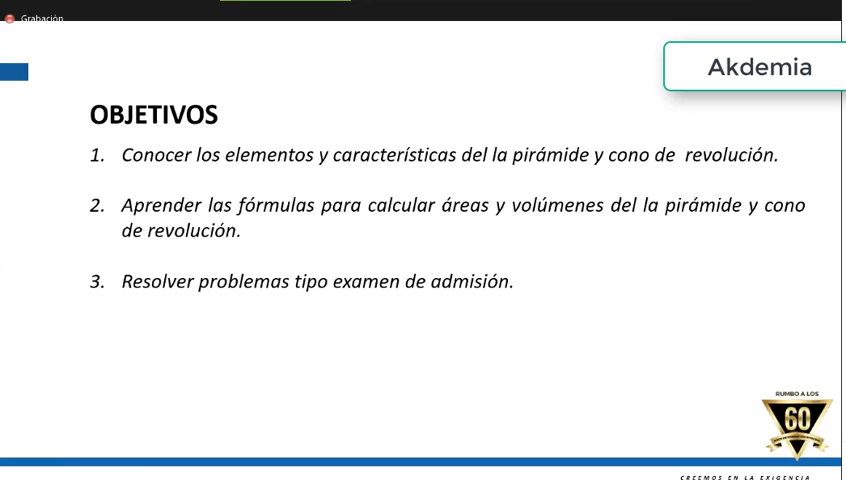 Grabación
Akdemia
OBJETIVOS
1. Conocer los elementos y características del la pirámide y cono de revolución.
2. Aprender las fórmulas para calcular áreas y volúmenes del la pirámide y cono
de revolución.
3. Resolver problemas tipo examen de admisión.
RUMBO A LOS
60
CREEMOS EN LA EXIGENCIA